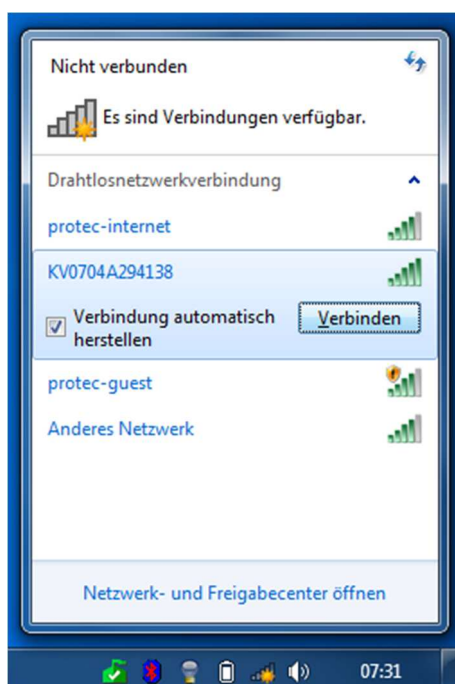 Nicht verbunden
Es sind Verbindungen verfügbar.
Drahtlosnetzwerkverbindung
protec-internet
KV0704A294138
Verbindung automatisch
herstellen
Verbinden
protec-guest
Anderes Netzwerk
Netzwerk- und Freigabecenter öffnen
07:31